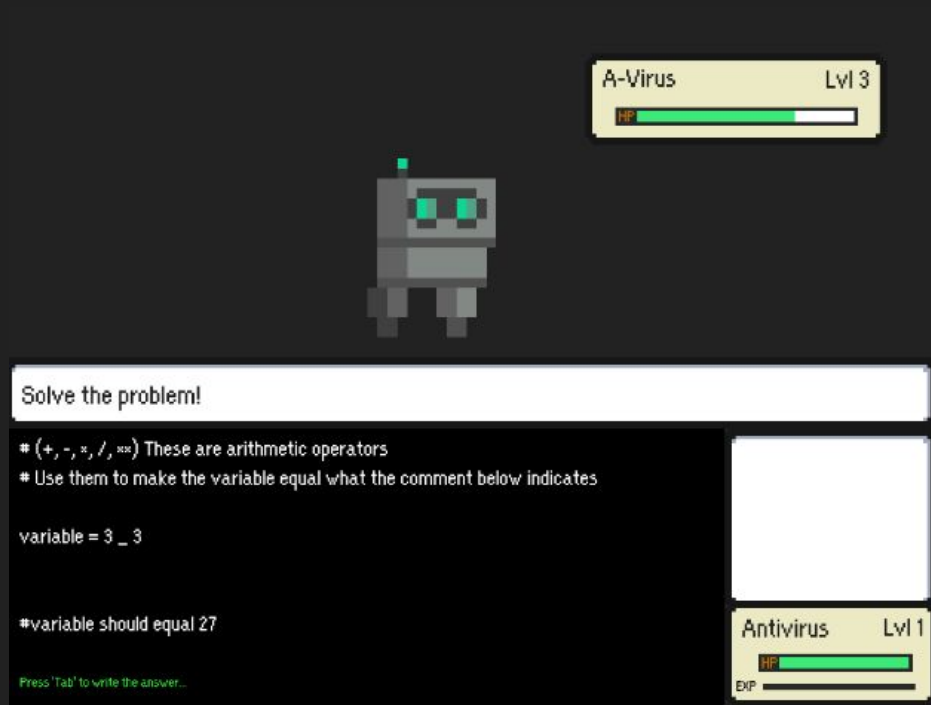 A-Virus Lvl 3
HP
Solve the problem!
# (+, -, *, /, **) These are arithmetic operators
# Use them to make the variable equal what the comment below indicates
variable = 3 _ 3
#variable should equal 27
Press 'Tab' to write the answer...
Antivirus Lvl 1
HP
EXP